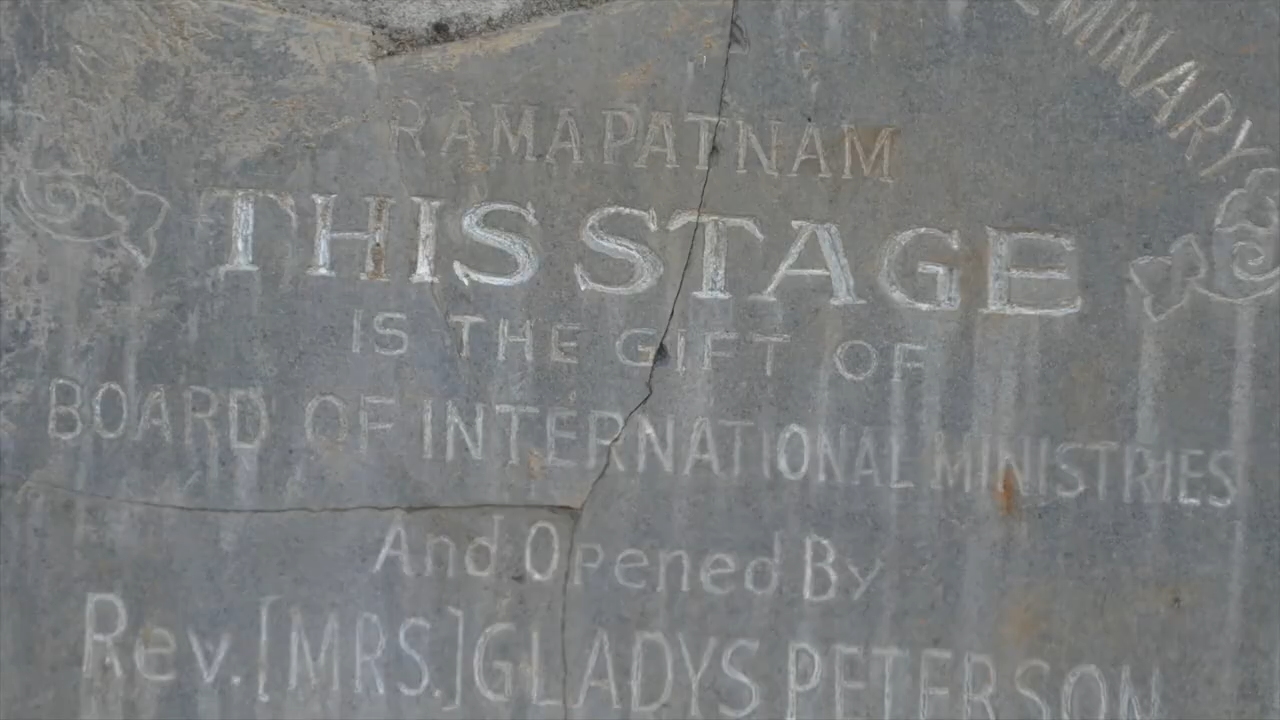 MINARY
RAMAPATNAM
THIS STAGE
IS THE GIFT OF
BOARD OF INTERNATIONAL MINISTRIES
And Opened By
Rev. [MRS.] GLADYS PETERSON